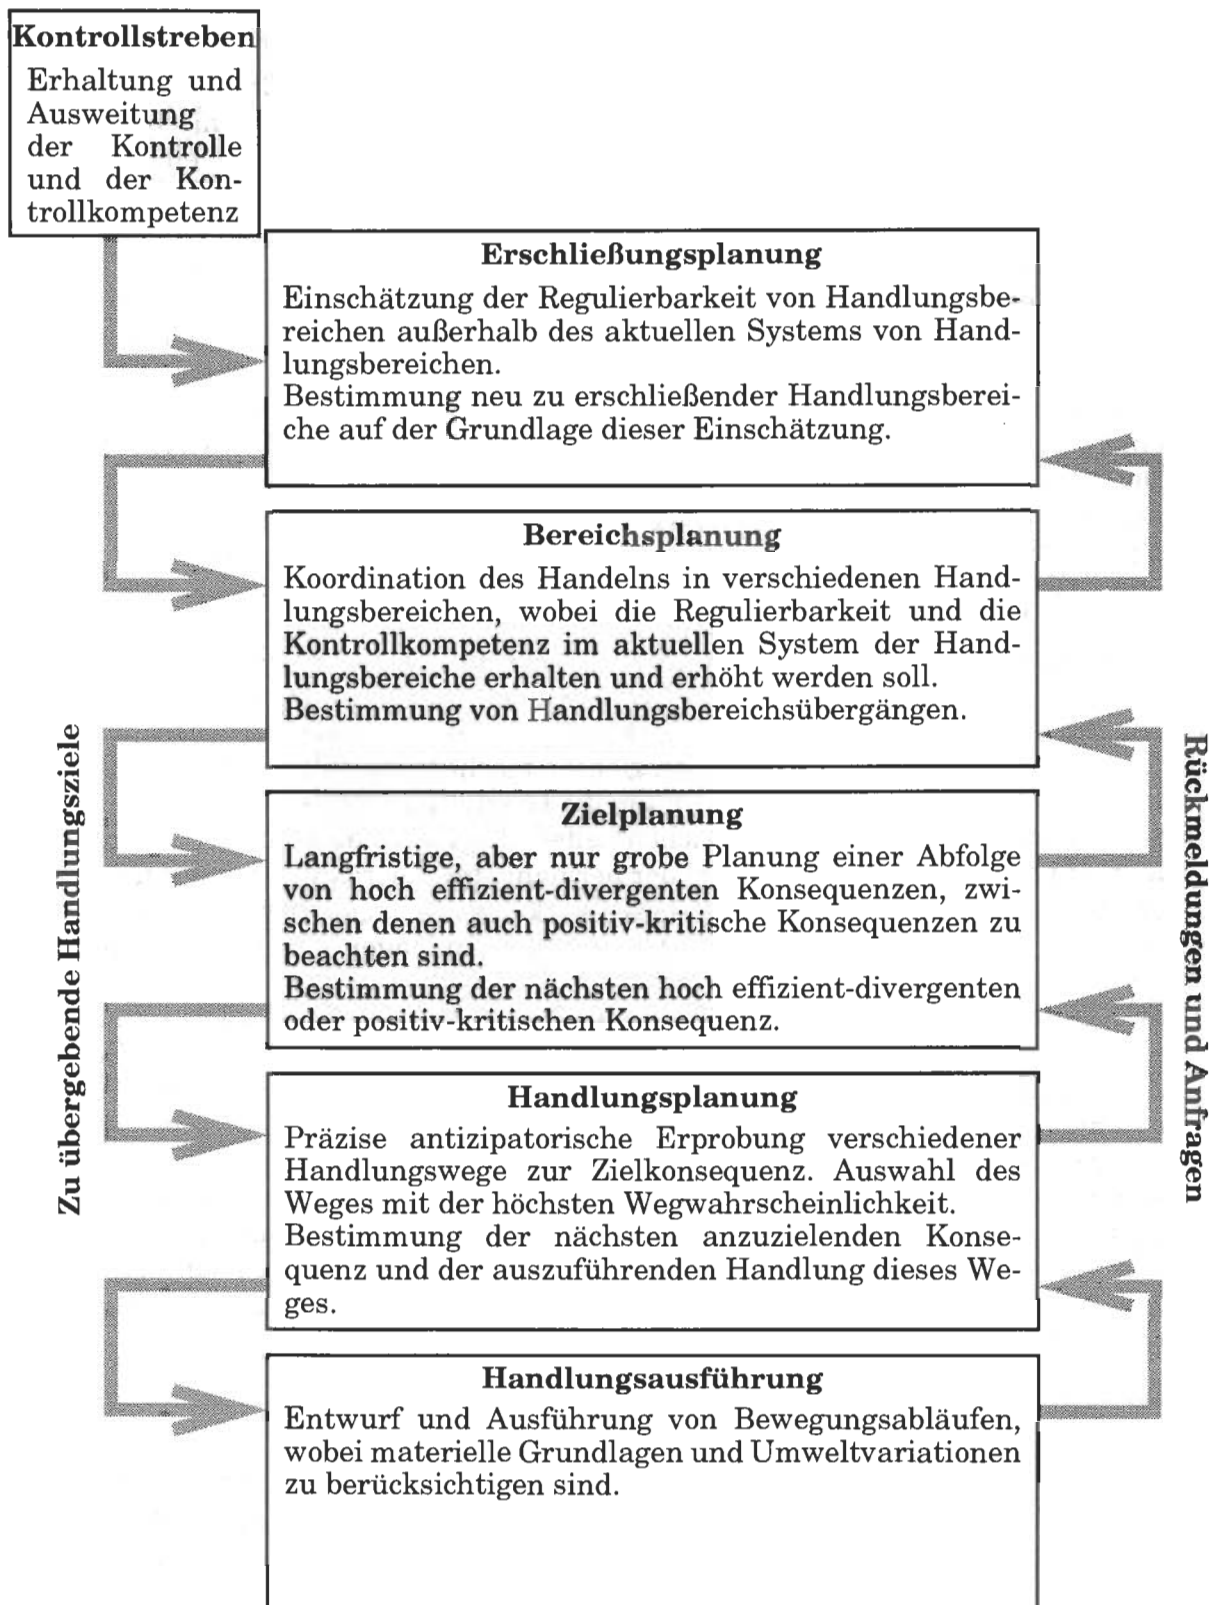 Kontrollstreben
Erhaltung und
Ausweitung
der Kontrolle
und der Kon-
trollkompetenz
Erschließungsplanung
Einschätzung der Regulierbarkeit von Handlungsbe-
reichen außerhalb des aktuellen Systems von Hand-
lungsbereichen.
Bestimmung neu zu erschließender Handlungsberei-
che auf der Grundlage dieser Einschätzung.
Bereichsplanung
Koordination des Handelns in verschiedenen Hand-
lungsbereichen, wobei die Regulierbarkeit und die
Kontrollkompetenz im aktuellen System der Hand-
lungsbereiche erhalten und erhöht werden soll.
Bestimmung von Handlungsbereichsübergängen.
Zielplanung
Langfristige, aber nur grobe Planung einer Abfolge
von hoch effizient-divergenten Konsequenzen, zwi-
schen denen auch positiv-kritische Konsequenzen zu
beachten sind.
Bestimmung der nächsten hoch effizient-divergenten
oder positiv-kritischen Konsequenz.
Handlungsplanung
Präzise antizipatorische Erprobung verschiedener
Handlungswege zur Zielkonsequenz. Auswahl des
Weges mit der höchsten Wegwahrscheinlichkeit.
Bestimmung der nächsten anzuzielenden Konse-
quenz und der auszuführenden Handlung dieses We-
ges.
Handlungsausführung
Entwurf und Ausführung von Bewegungsabläufen,
wobei materielle Grundlagen und Umweltvariationen
zu berücksichtigen sind.
Zu übergebende Handlungsziele
Rückmeldungen und Anfragen